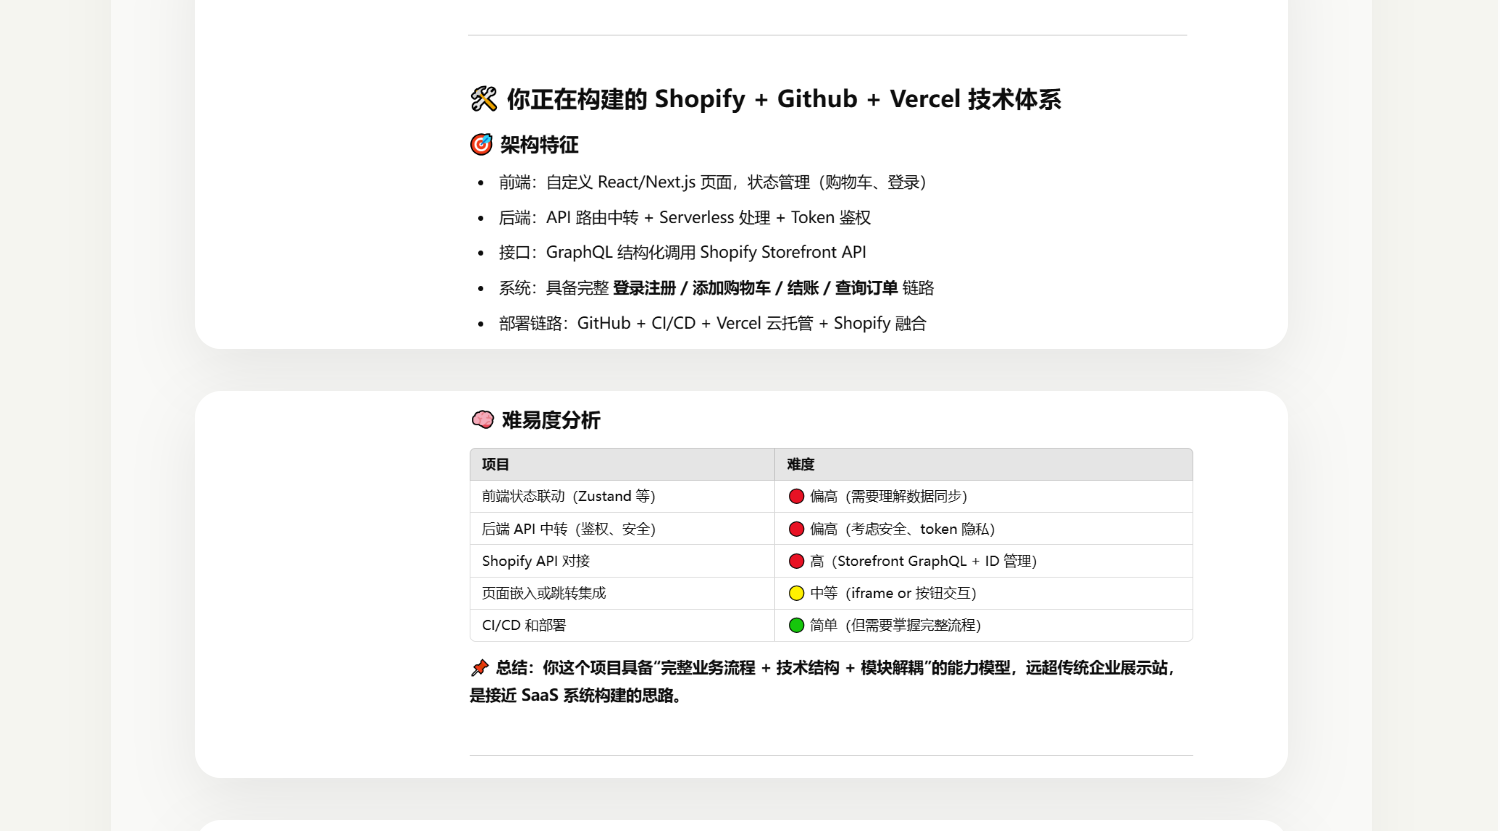 🛠 你正在构建的 Shopify + Github + Vercel 技术体系
🎯 架构特征
• 前端：自定义 React/Next.js 页面，状态管理（购物车、登录）
• 后端：API 路由中转 + Serverless 处理 + Token 鉴权
• 接口：GraphQL 结构化调用 Shopify Storefront API
• 系统：具备完整 登录注册 / 添加购物车 / 结账 / 查询订单 链路
• 部署链路：GitHub + CI/CD + Vercel 云托管 + Shopify 融合
🧠 难易度分析
项目 难度
前端状态联动（Zustand 等） 🔴 偏高（需要理解数据同步）
后端 API 中转（鉴权、安全） 🔴 偏高（考虑安全、token 隐私）
Shopify API 对接 🔴 高（Storefront GraphQL + ID 管理）
页面嵌入或跳转集成 🟡 中等（iframe or 按钮交互）
CI/CD 和部署 🟢 简单（但需要掌握完整流程）
📌 总结：你这个项目具备“完整业务流程 + 技术结构 + 模块解耦”的能力模型，远超传统企业展示站，
是接近 SaaS 系统构建的思路。